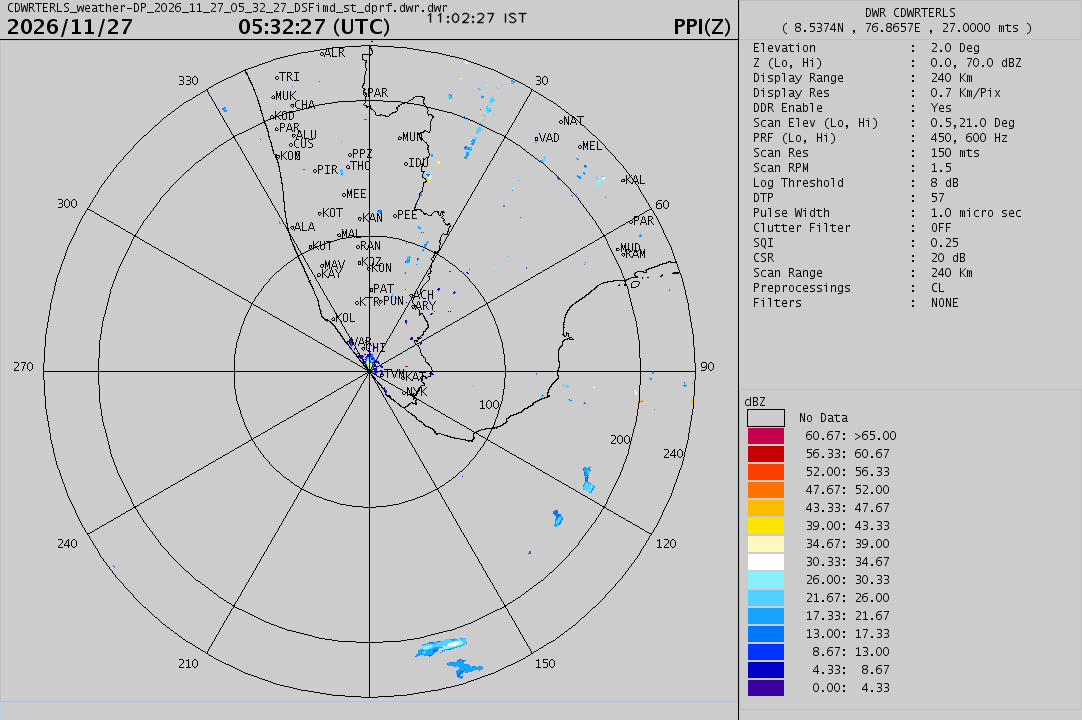 CDWRTERLS_weather-DP_2026_11_27_05_32_27_DSFimd_st_dprf.dwr.dwr
11:02:27 IST
2026/11/27 05:32:27 (UTC) PPI(Z)
DWR CDWRTERLS
( 8.5374N , 76.8657E , 27.0000 mts )
Elevation : 2.0 Deg
Z (Lo, Hi) : 0.0, 70.0 dBZ
Display Range : 240 Km
Display Res : 0.7 Km/Pix
DDR Enable : Yes
Scan Elev (Lo, Hi) : 0.5,21.0 Deg
PRF (Lo, Hi) : 450, 600 Hz
Scan Res : 150 mts
Scan RPM : 1.5
Log Threshold : 8 dB
DTP : 57
Pulse Width : 1.0 micro sec
Clutter Filter : OFF
SQI : 0.25
CSR : 20 dB
Scan Range : 240 Km
Preprocessings : CL
Filters : NONE
dBZ
No Data
60.67: >65.00
56.33: 60.67
52.00: 56.33
47.67: 52.00
43.33: 47.67
39.00: 43.33
34.67: 39.00
30.33: 34.67
26.00: 30.33
21.67: 26.00
17.33: 21.67
13.00: 17.33
8.67: 13.00
4.33: 8.67
0.00: 4.33
ALR
330
TRI
30
MUK
PAR
CHA
KOD
NAT
PAR
ALU
MUN
VAD
CUS
MEL
PPZ
THO
IDU
PIR
KAL
MEE
300
60
KOT
KAN
PEE
PAR
ALA
MAL
KUT
RAN
MUD
RAM
MAV
KOZ
KON
KAY
PAT
ACH
KTR
PUN
ARY
KOL
VAR
CHI
270
90
TVM
KAT
NYK
100
200
240
240
120
210
150